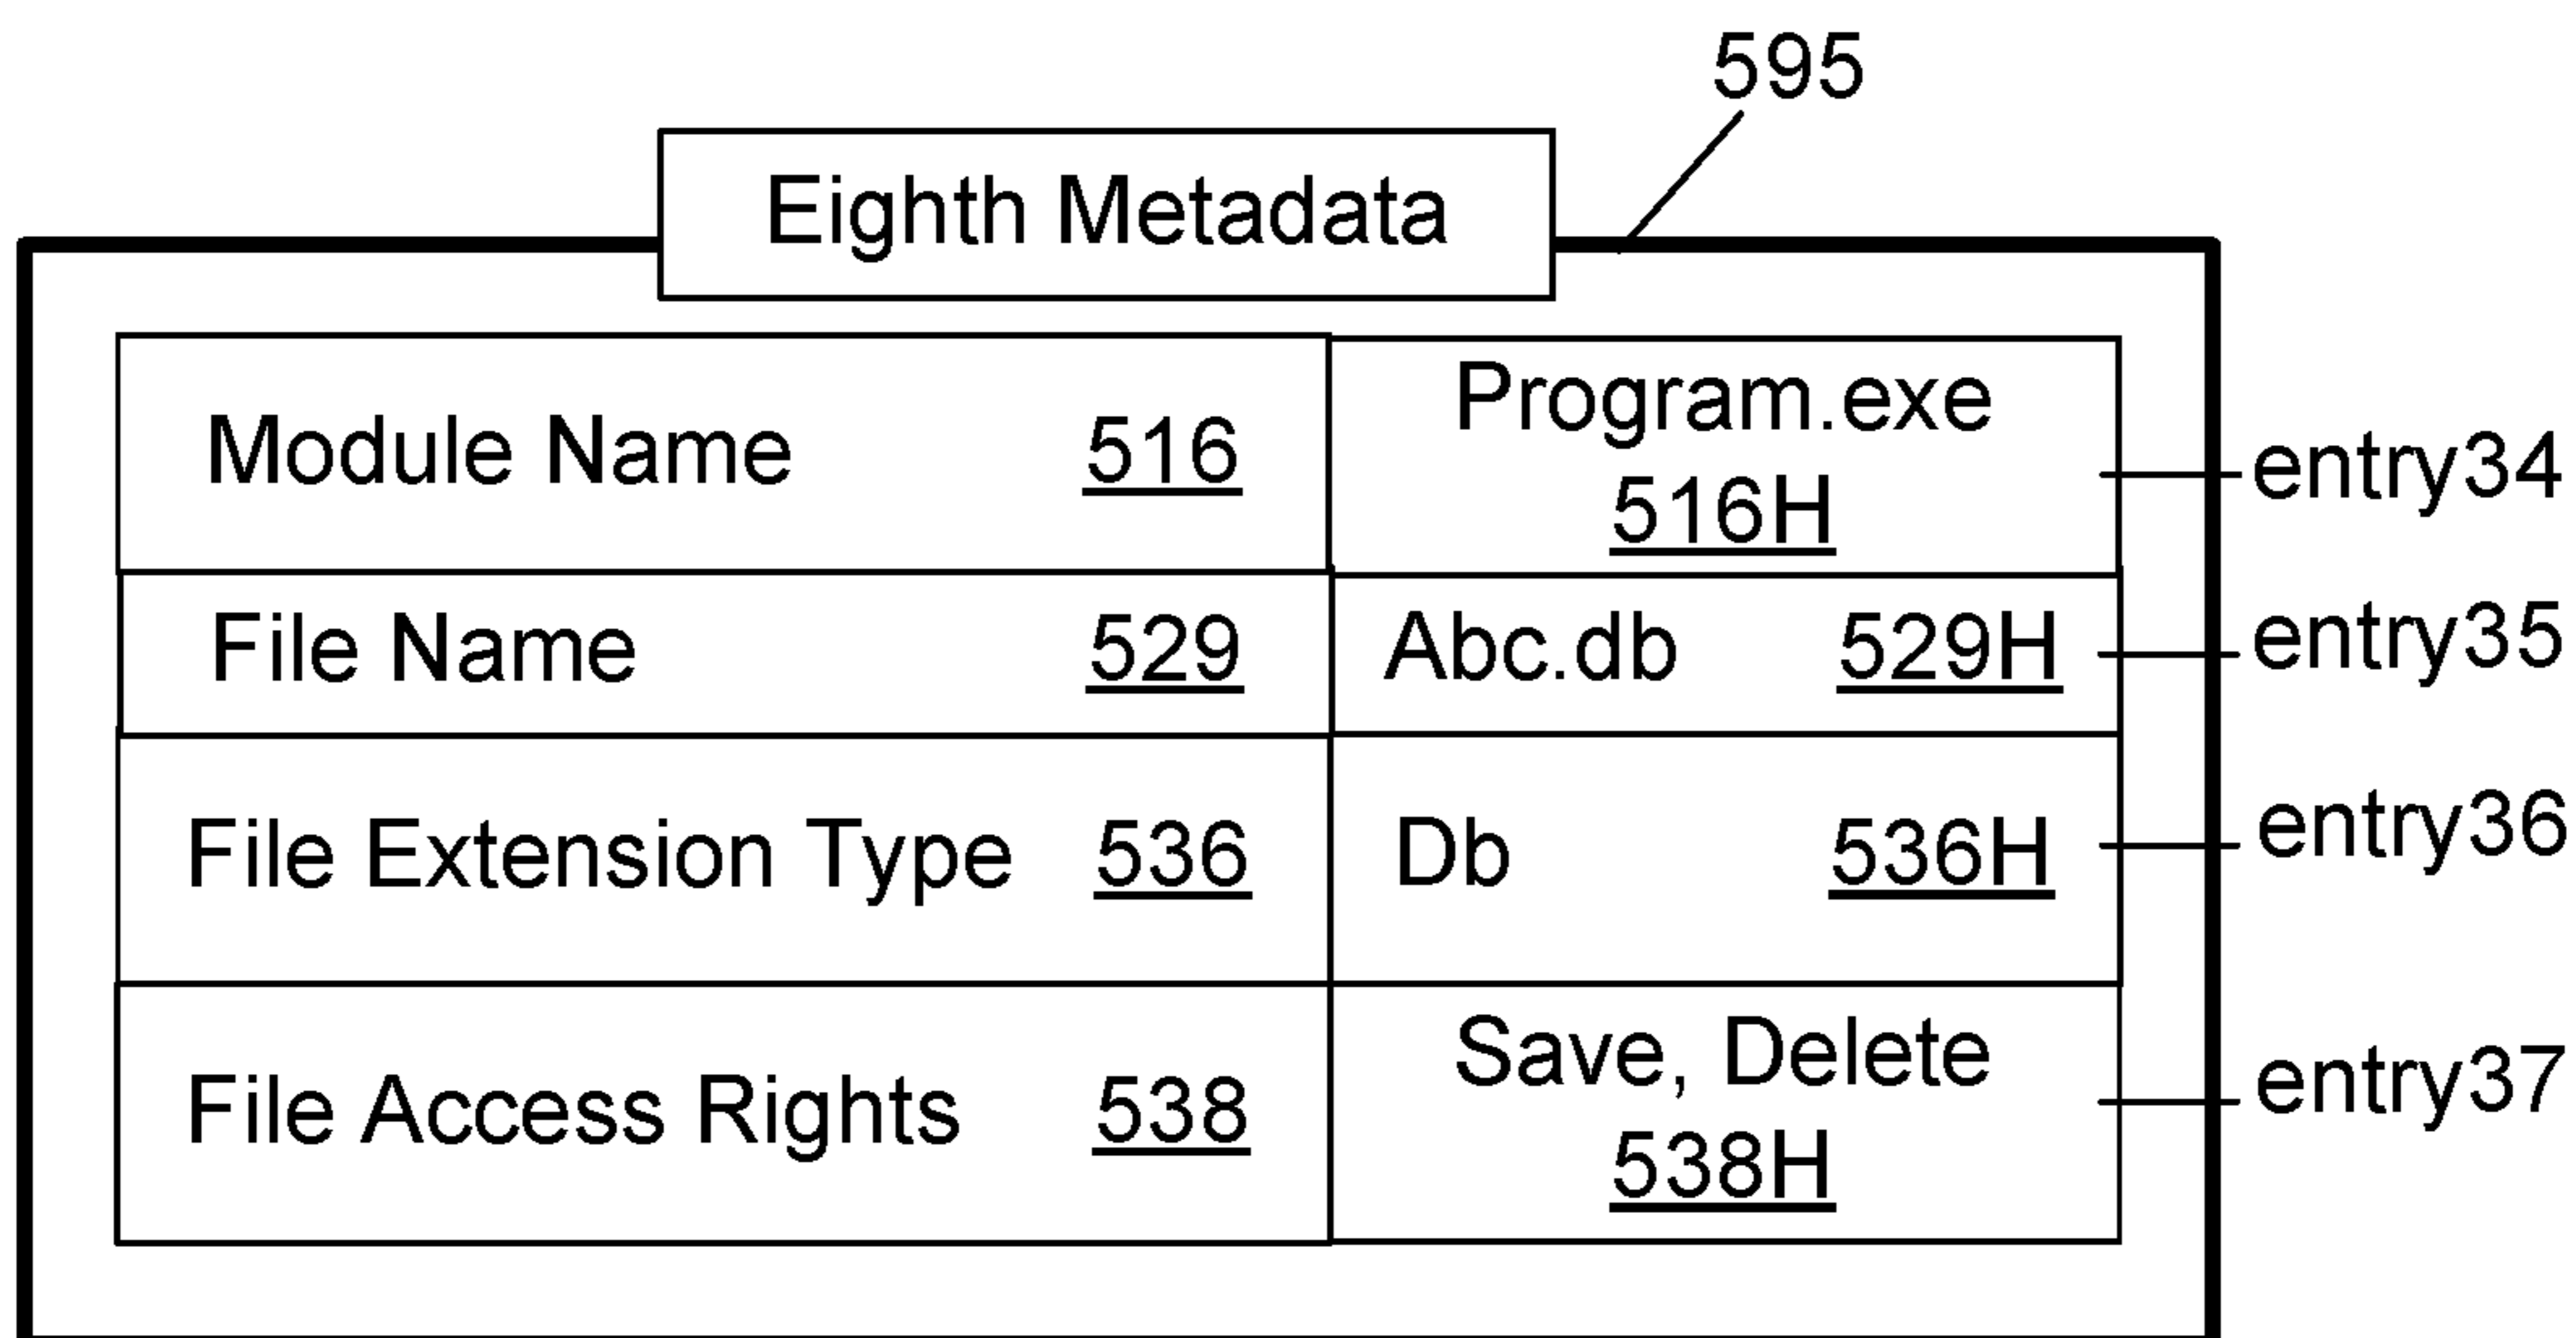 595
Eighth Metadata
Module Name 516
Program.exe
516H
entry34
File Name 529
Abc.db 529H
entry35
File Extension Type 536
Db 536H
entry36
File Access Rights 538
Save, Delete
538H
entry37